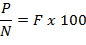 P/N = F x 100